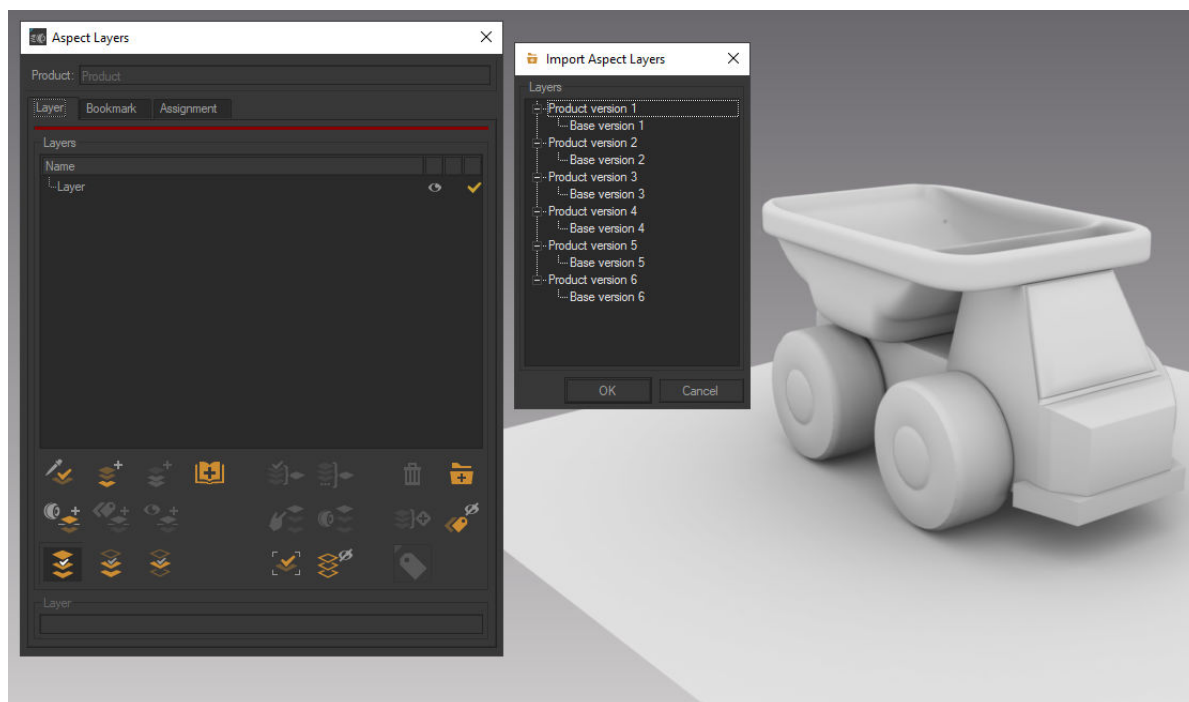 Aspect Layers
Product: Product
Layer Bookmark Assignment
Layers
Name
Layer
Layer
Import Aspect Layers
Layers
Product version 1
Base version 1
Product version 2
Base version 2
Product version 3
Base version 3
Product version 4
Base version 4
Product version 5
Base version 5
Product version 6
Base version 6
OK Cancel